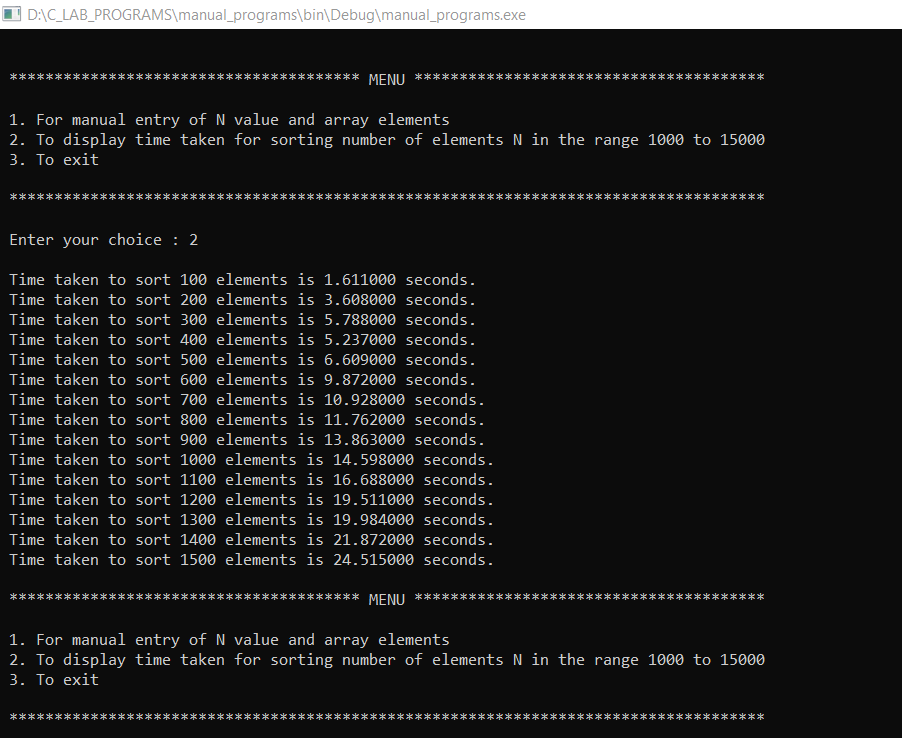 D:\C_LAB_PROGRAMS\manual_programs\bin\Debug\manual_programs.exe
*************************************** MENU ***************************************
1. For manual entry of N value and array elements
2. To display time taken for sorting number of elements N in the range 1000 to 15000
3. To exit
************************************************************************************
Enter your choice : 2
Time taken to sort 100 elements is 1.611000 seconds.
Time taken to sort 200 elements is 3.608000 seconds.
Time taken to sort 300 elements is 5.788000 seconds.
Time taken to sort 400 elements is 5.237000 seconds.
Time taken to sort 500 elements is 6.609000 seconds.
Time taken to sort 600 elements is 9.872000 seconds.
Time taken to sort 700 elements is 10.928000 seconds.
Time taken to sort 800 elements is 11.762000 seconds.
Time taken to sort 900 elements is 13.863000 seconds.
Time taken to sort 1000 elements is 14.598000 seconds.
Time taken to sort 1100 elements is 16.688000 seconds.
Time taken to sort 1200 elements is 19.511000 seconds.
Time taken to sort 1300 elements is 19.984000 seconds.
Time taken to sort 1400 elements is 21.872000 seconds.
Time taken to sort 1500 elements is 24.515000 seconds.
*************************************** MENU ***************************************
1. For manual entry of N value and array elements
2. To display time taken for sorting number of elements N in the range 1000 to 15000
3. To exit
************************************************************************************